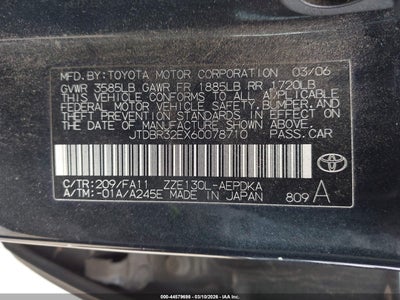 MFD.BY: TOYOTA MOTOR CORPORATION 03/06
GVWR 3585LB GAWR FR 1885LB RR 1720LB
THIS VEHICLE CONFORMS TO ALL APPLICABLE
FEDERAL MOTOR VEHICLE SAFETY, BUMPER, AND
THEFT PREVENTION STANDARDS IN EFFECT ON
THE DATE OF MANUFACTURE SHOWN ABOVE.
JTDBR32EX60078710 PASS.CAR
C/TR: 209/FA11 ZZE130L-AEPDKA
A/TM: -01A/A245E MADE IN JAPAN 809 A
TOYOTA
IMAGE: 000-44579699 | 03/10/2026 - IAA